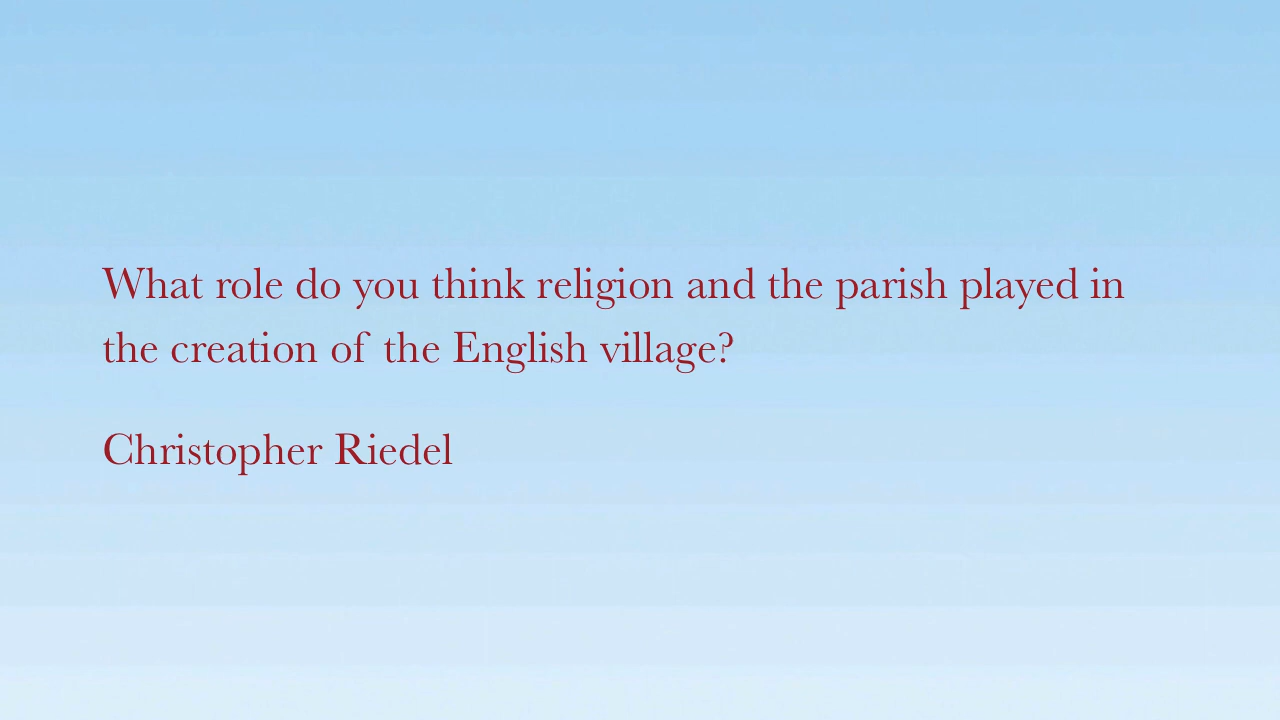 What role do you think religion and the parish played in
the creation of the English village?
Christopher Riedel